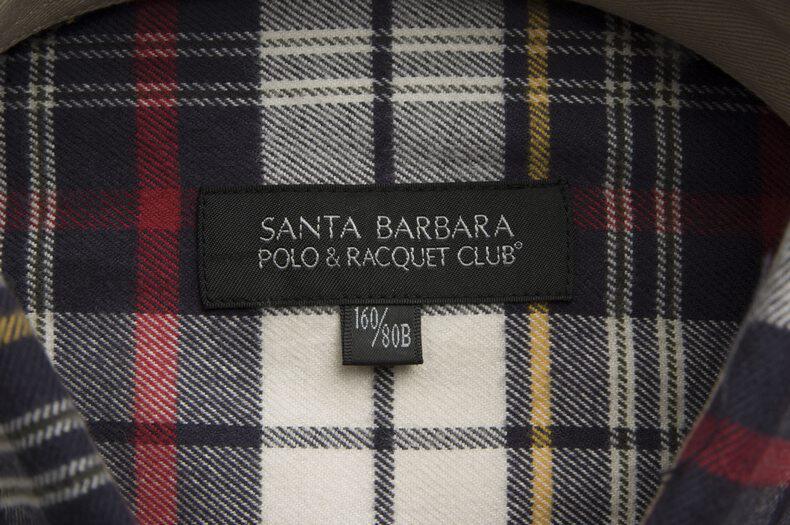 SANTA BARBARA
POLO & RACQUET CLUB®
160/80B